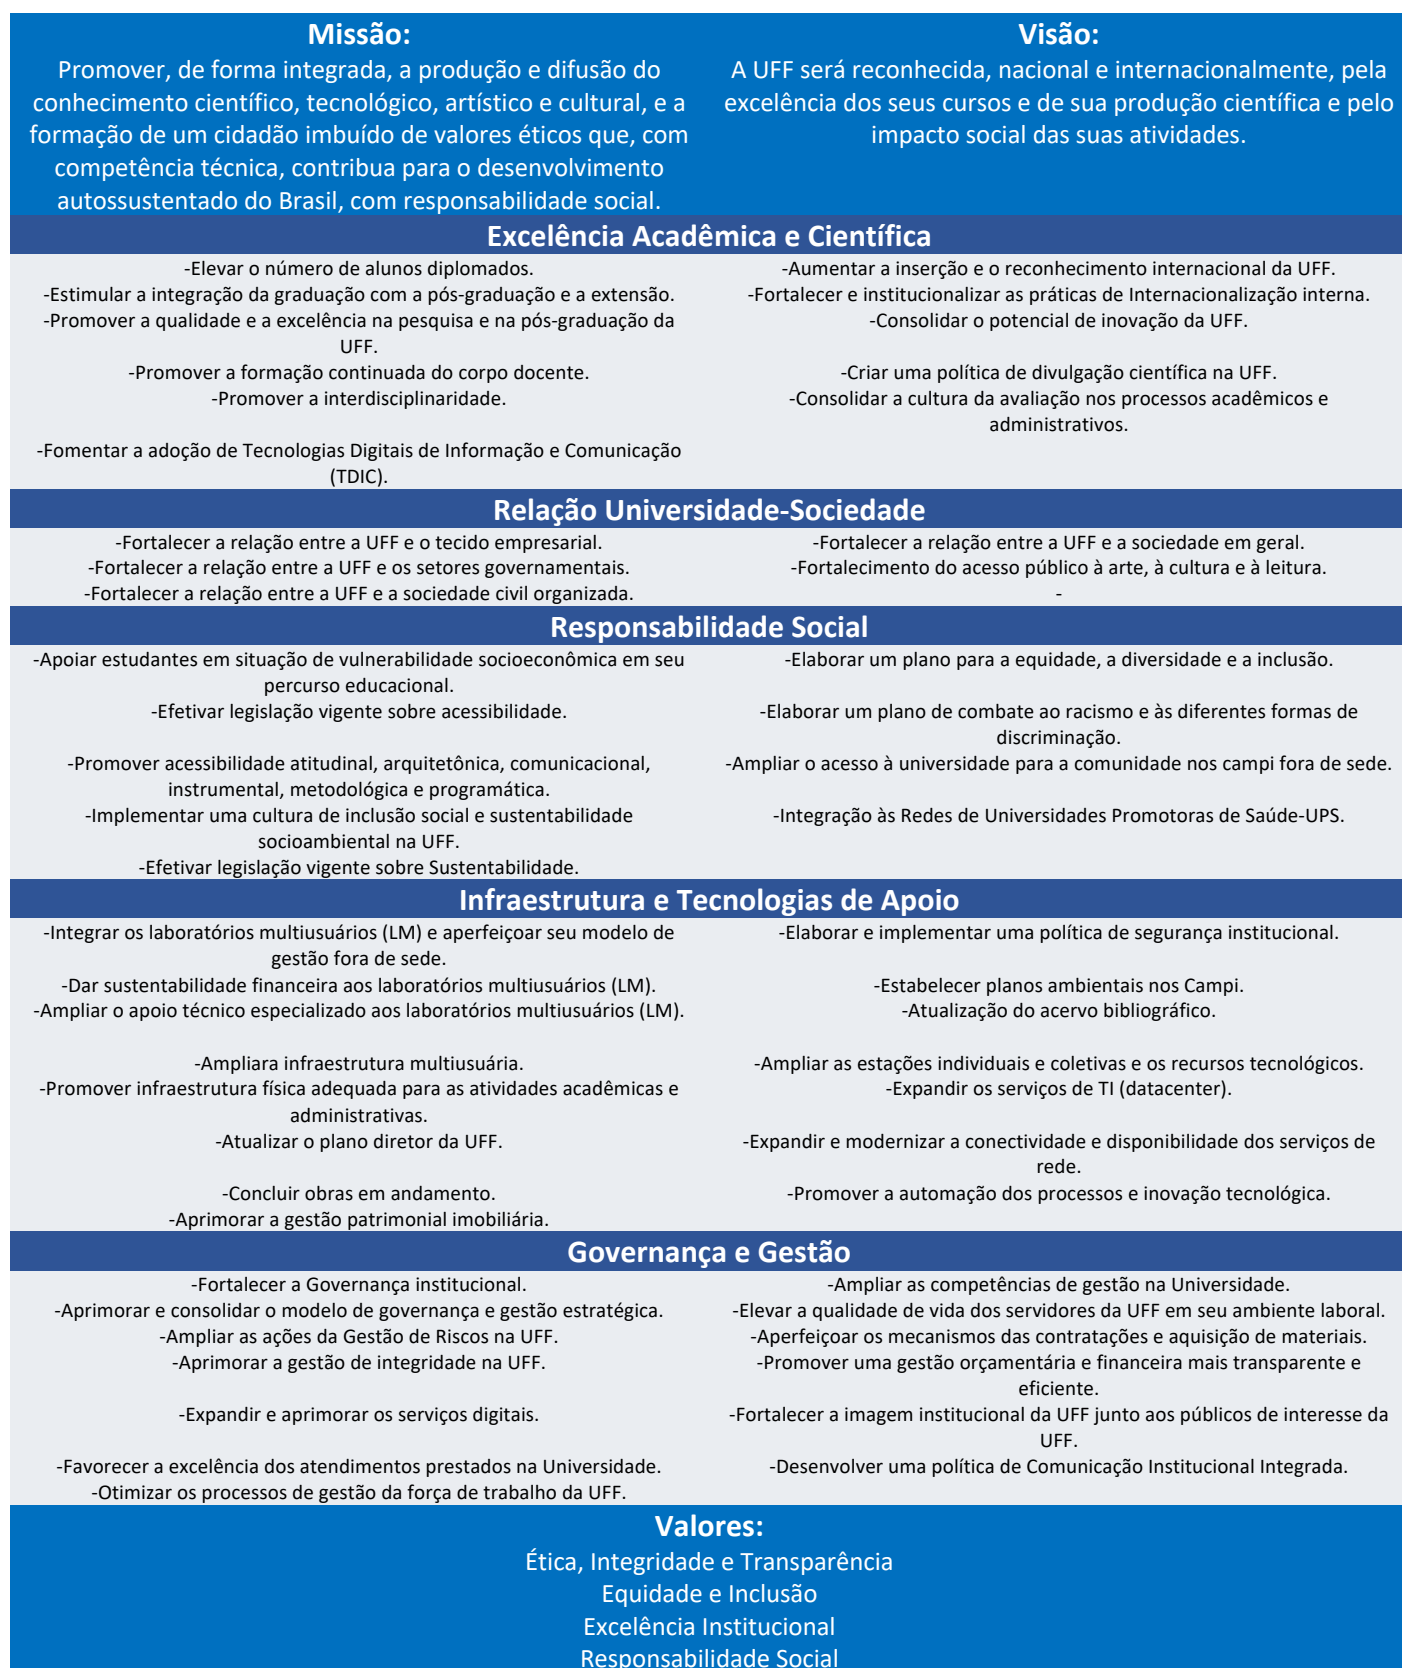 Missão:
Promover, de forma integrada, a produção e difusão do
conhecimento científico, tecnológico, artístico e cultural, e a
formação de um cidadão imbuído de valores éticos que, com
competência técnica, contribua para o desenvolvimento
autossustentado do Brasil, com responsabilidade social.
Visão:
A UFF será reconhecida, nacional e internacionalmente, pela
excelência dos seus cursos e de sua produção científica e pelo
impacto social das suas atividades.
Excelência Acadêmica e Científica
-Elevar o número de alunos diplomados.
-Estimular a integração da graduação com a pós-graduação e a extensão.
-Promover a qualidade e a excelência na pesquisa e na pós-graduação da
UFF.
-Promover a formação continuada do corpo docente.
-Promover a interdisciplinaridade.
-Fomentar a adoção de Tecnologias Digitais de Informação e Comunicação
(TDIC).
-Aumentar a inserção e o reconhecimento internacional da UFF.
-Fortalecer e institucionalizar as práticas de Internacionalização interna.
-Consolidar o potencial de inovação da UFF.
-Criar uma política de divulgação científica na UFF.
-Consolidar a cultura da avaliação nos processos acadêmicos e
administrativos.
Relação Universidade-Sociedade
-Fortalecer a relação entre a UFF e o tecido empresarial.
-Fortalecer a relação entre a UFF e os setores governamentais.
-Fortalecer a relação entre a UFF e a sociedade civil organizada.
-Fortalecer a relação entre a UFF e a sociedade em geral.
-Fortalecimento do acesso público à arte, à cultura e à leitura.
-
Responsabilidade Social
-Apoiar estudantes em situação de vulnerabilidade socioeconômica em seu
percurso educacional.
-Efetivar legislação vigente sobre acessibilidade.
-Promover acessibilidade atitudinal, arquitetônica, comunicacional,
instrumental, metodológica e programática.
-Implementar uma cultura de inclusão social e sustentabilidade
socioambiental na UFF.
-Efetivar legislação vigente sobre Sustentabilidade.
-Elaborar um plano para a equidade, a diversidade e a inclusão.
-Elaborar um plano de combate ao racismo e às diferentes formas de
discriminação.
-Ampliar o acesso à universidade para a comunidade nos campi fora de sede.
-Integração às Redes de Universidades Promotoras de Saúde-UPS.
Infraestrutura e Tecnologias de Apoio
-Integrar os laboratórios multiusuários (LM) e aperfeiçoar seu modelo de
gestão fora de sede.
-Dar sustentabilidade financeira aos laboratórios multiusuários (LM).
-Ampliar o apoio técnico especializado aos laboratórios multiusuários (LM).
-Ampliara infraestrutura multiusuária.
-Promover infraestrutura física adequada para as atividades acadêmicas e
administrativas.
-Atualizar o plano diretor da UFF.
-Concluir obras em andamento.
-Aprimorar a gestão patrimonial imobiliária.
-Elaborar e implementar uma política de segurança institucional.
-Estabelecer planos ambientais nos Campi.
-Atualização do acervo bibliográfico.
-Ampliar as estações individuais e coletivas e os recursos tecnológicos.
-Expandir os serviços de TI (datacenter).
-Expandir e modernizar a conectividade e disponibilidade dos serviços de
rede.
-Promover a automação dos processos e inovação tecnológica.
Governança e Gestão
-Fortalecer a Governança institucional.
-Aprimorar e consolidar o modelo de governança e gestão estratégica.
-Ampliar as ações da Gestão de Riscos na UFF.
-Aprimorar a gestão de integridade na UFF.
-Expandir e aprimorar os serviços digitais.
-Favorecer a excelência dos atendimentos prestados na Universidade.
-Otimizar os processos de gestão da força de trabalho da UFF.
-Ampliar as competências de gestão na Universidade.
-Elevar a qualidade de vida dos servidores da UFF em seu ambiente laboral.
-Aperfeiçoar os mecanismos das contratações e aquisição de materiais.
-Promover uma gestão orçamentária e financeira mais transparente e
eficiente.
-Fortalecer a imagem institucional da UFF junto aos públicos de interesse da
UFF.
-Desenvolver uma política de Comunicação Institucional Integrada.
Valores:
Ética, Integridade e Transparência
Equidade e Inclusão
Excelência Institucional
Responsabilidade Social